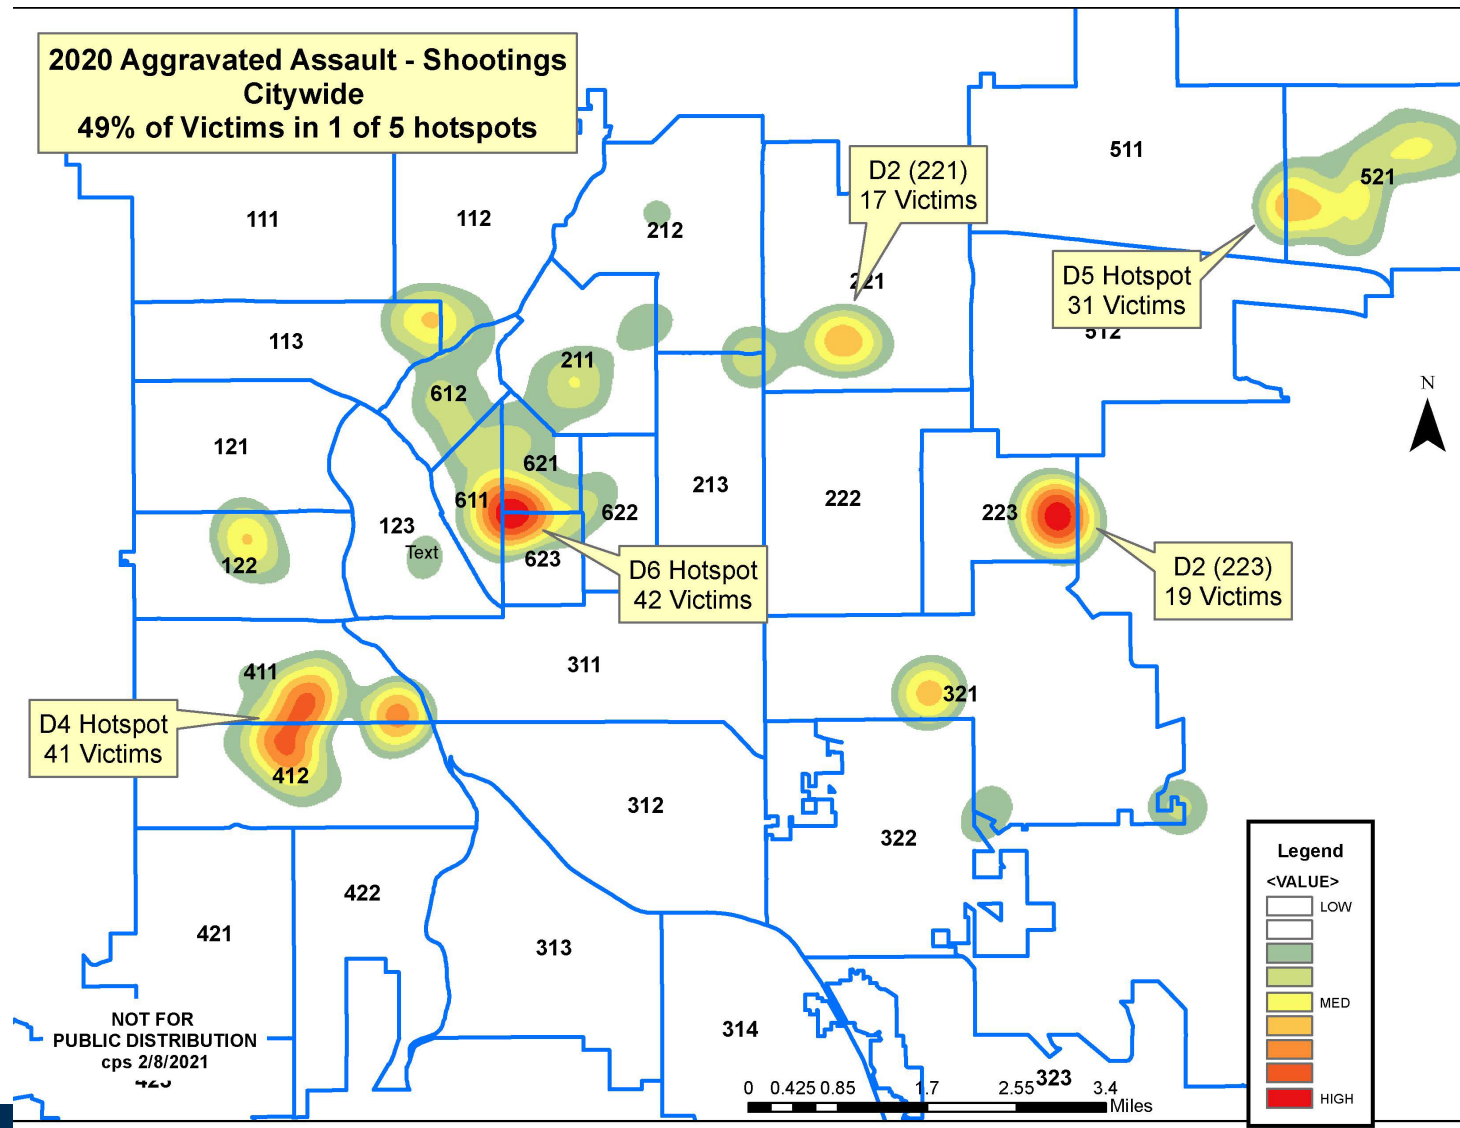 2020 Aggravated Assault - Shootings
Citywide
49% of Victims in 1 of 5 hotspots
511
D2 (221)
17 Victims
521
111
112
212
D5 Hotspot
31 Victims
221
512
113
211
N
612
121
621
213
222
611
622
223
123
Text
122
623
D6 Hotspot
42 Victims
D2 (223)
19 Victims
311
411
321
D4 Hotspot
41 Victims
412
312
322
Legend
<VALUE>
LOW
MED
HIGH
422
421
313
NOT FOR
PUBLIC DISTRIBUTION
cps 2/8/2021
314
323
0 0.425 0.85 1.7 2.55 3.4
Miles